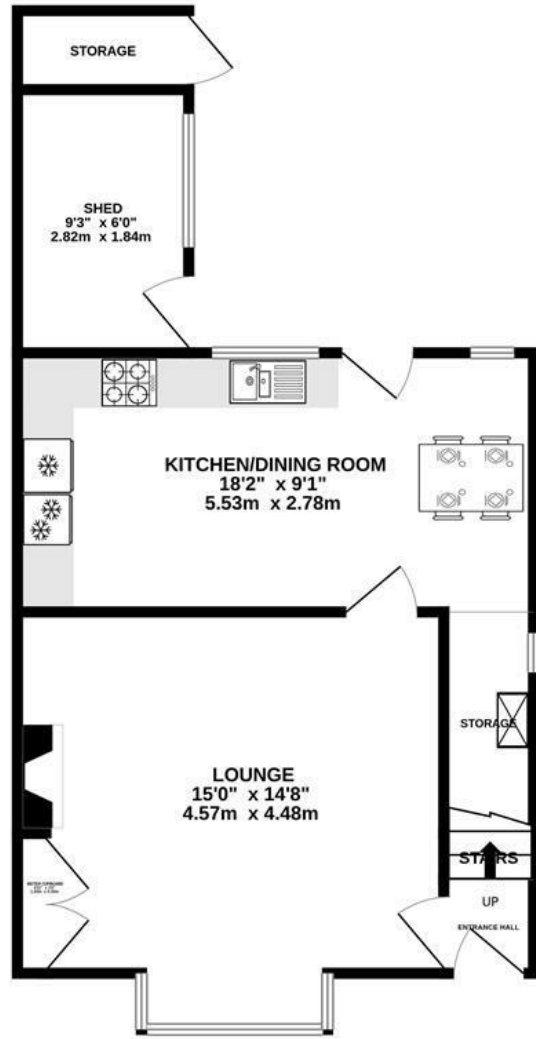 STORAGE
SHED
9'3" x 6'0"
2.82m x 1.84m
KITCHEN/DINING ROOM
18'2" x 9'1"
5.53m x 2.78m
STORAGE
LOUNGE
15'0" x 14'8"
4.57m x 4.48m
STAIRS
UP
ENTRANCE HALL